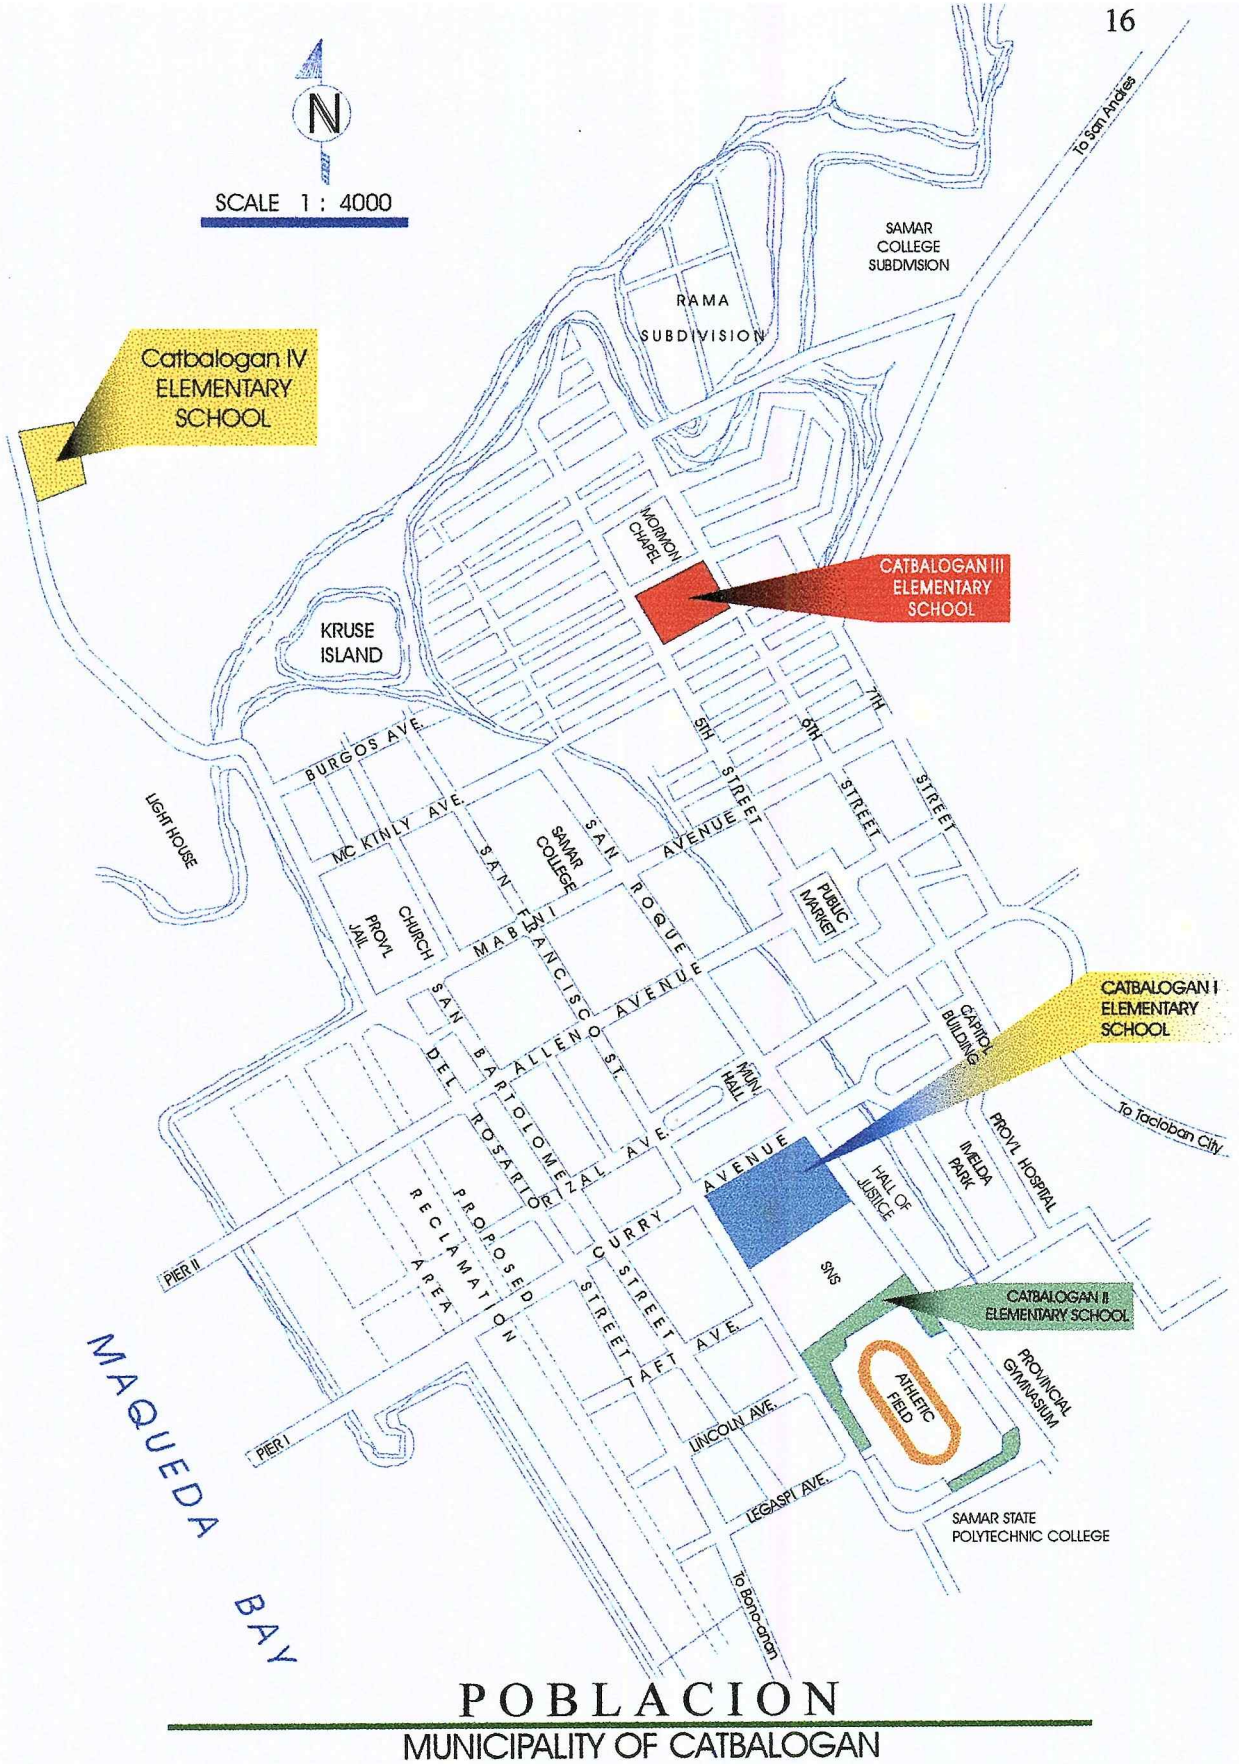 16
N
SCALE 1 : 4000
To San Andres
SAMAR
COLLEGE
SUBDIVISION
RAMA
SUBDIVISION
Catbalogan IV
ELEMENTARY
SCHOOL
MORMON
CHAPEL
CATBALOGAN III
ELEMENTARY
SCHOOL
KRUSE
ISLAND
BURGOS AVE.
5TH STREET
6TH STREET
7TH STREET
LIGHT HOUSE
MC KINLY AVE.
SAMAR
COLLEGE
SAN ROQUE
SAN FRANCISCO ST.
MABINI AVENUE
PUBLIC
MARKET
CHURCH
PROV'L
JAIL
ALLENO AVENUE
SAN BARTOLOME STREET
DEL ROSARIO STREET
CAPITOL
BUILDING
CATBALOGAN I
ELEMENTARY
SCHOOL
MUN.
HALL
To Tacloban City
RIZAL AVE.
PROV'L HOSPITAL
IMELDA
PARK
HALL OF
JUSTICE
CURRY AVENUE
PROPOSED
RECLAMATION
AREA
PIER II
SNS
CATBALOGAN II
ELEMENTARY SCHOOL
TAFT AVE.
ATHLETIC
FIELD
PROVINCIAL
GYMNASIUM
LINCOLN AVE.
PIER I
LEGASPI AVE.
SAMAR STATE
POLYTECHNIC COLLEGE
To Bono-anan
MAQUEDA BAY
POBLACION
MUNICIPALITY OF CATBALOGAN